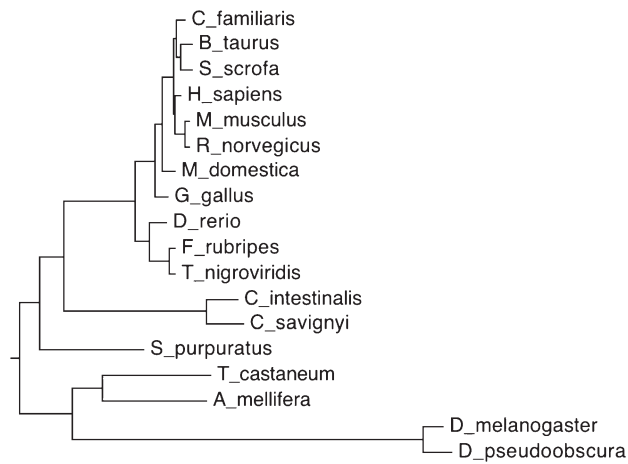 C_familiaris
B_taurus
S_scrofa
H_sapiens
M_musculus
R_norvegicus
M_domestica
G_gallus
D_rerio
F_rubripes
T_nigroviridis
C_intestinalis
C_savignyi
S_purpuratus
T_castaneum
A_mellifera
D_melanogaster
D_pseudoobscura